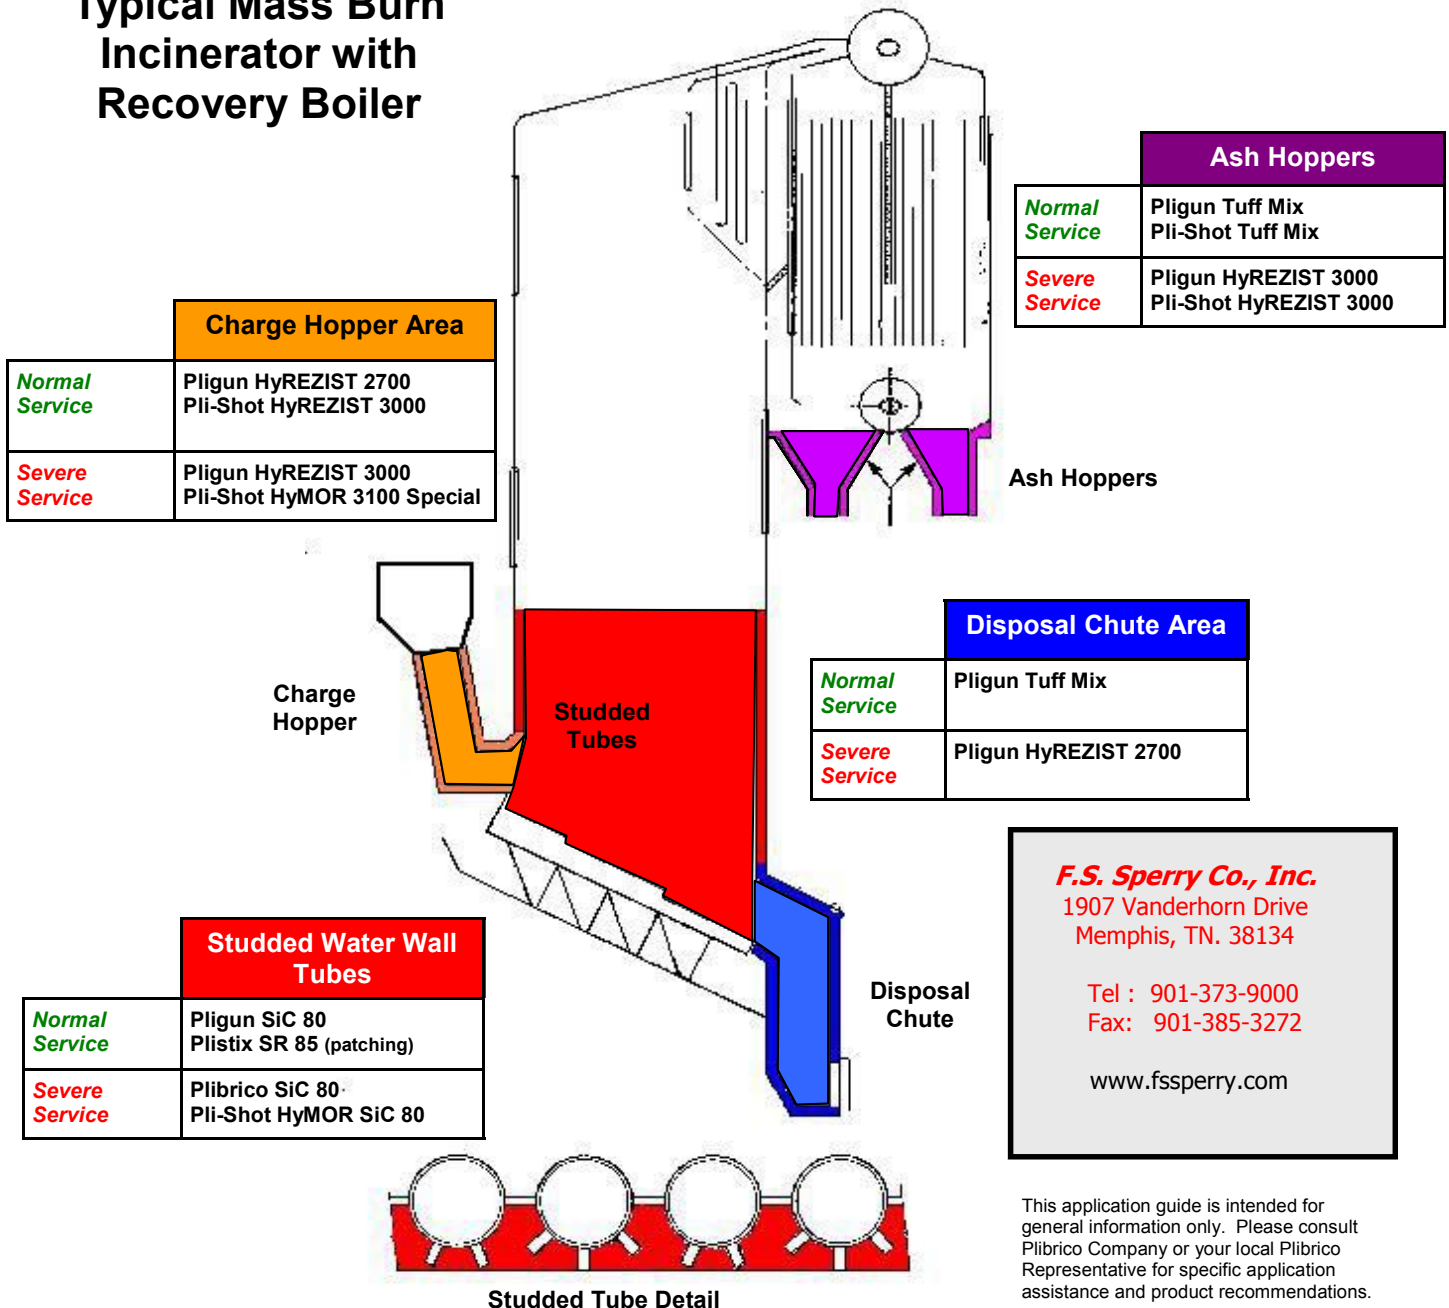 Typical Mass Burn
Incinerator with
Recovery Boiler
Ash Hoppers
Normal Service
Pligun Tuff Mix
Pli-Shot Tuff Mix
Severe Service
Pligun HyREZIST 3000
Pli-Shot HyREZIST 3000
Charge Hopper Area
Normal Service
Pligun HyREZIST 2700
Pli-Shot HyREZIST 3000
Severe Service
Pligun HyREZIST 3000
Pli-Shot HyMOR 3100 Special
Ash Hoppers
Charge
Hopper
Studded
Tubes
Disposal Chute Area
Normal Service
Pligun Tuff Mix
Severe Service
Pligun HyREZIST 2700
F.S. Sperry Co., Inc.
1907 Vanderhorn Drive
Memphis, TN. 38134
Tel : 901-373-9000
Fax: 901-385-3272
www.fssperry.com
Studded Water Wall
Tubes
Normal Service
Pligun SiC 80
Plistix SR 85 (patching)
Severe Service
Plibrico SiC 80
Pli-Shot HyMOR SiC 80
Disposal
Chute
Studded Tube Detail
This application guide is intended for
general information only. Please consult
Plibrico Company or your local Plibrico
Representative for specific application
assistance and product recommendations.